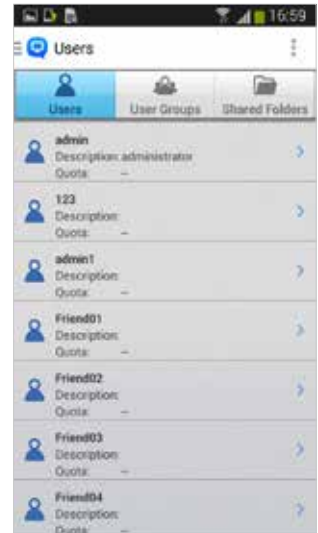 16:59
Users
Users User Groups Shared Folders
admin
Description: administrator
Quota: --
123
Description:
Quota: --
admin1
Description:
Quota: --
Friend01
Description:
Quota: --
Friend02
Description:
Quota: --
Friend03
Description:
Quota: --
Friend04
Description:
Quota: --